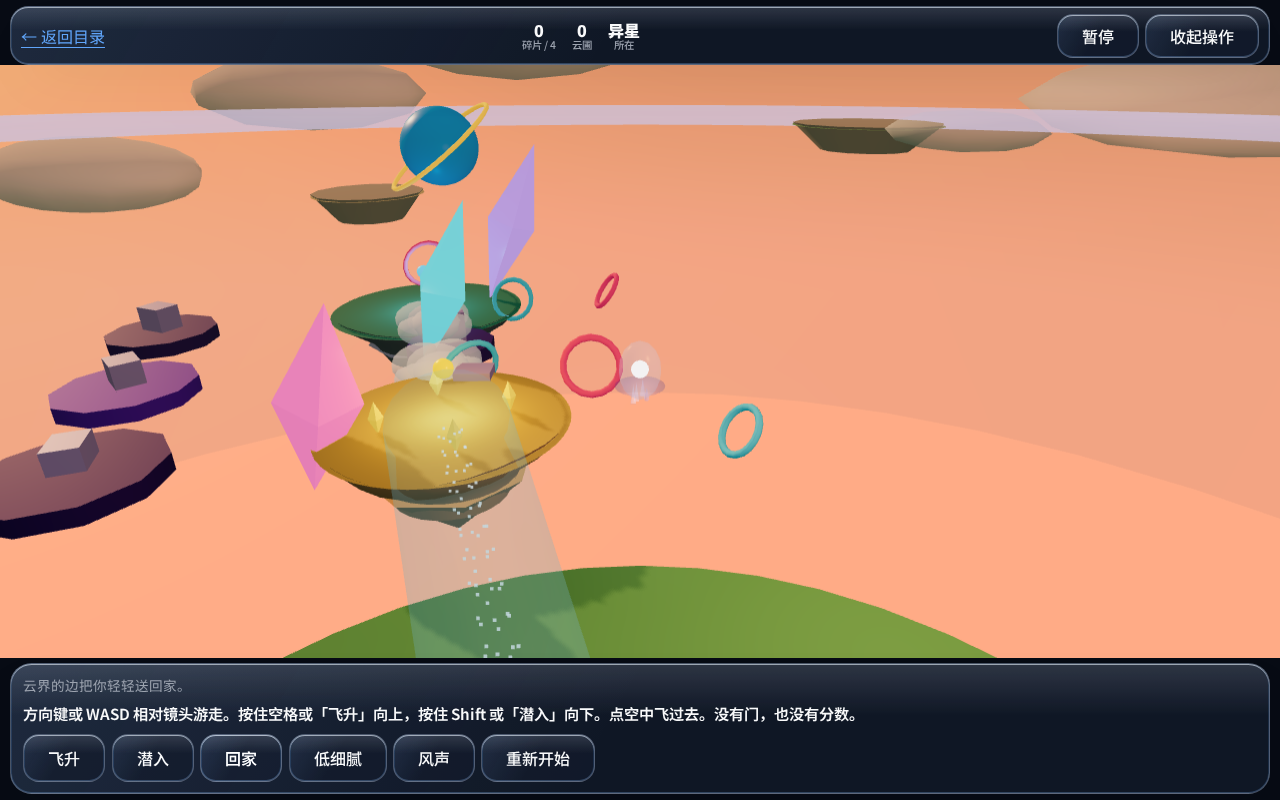 ← 返回目录
0
碎片 / 4
0
云圃
异星
所在
暂停
收起操作
云界的边把你轻轻送回家。
方向键或 WASD 相对镜头游走。按住空格或「飞升」向上，按住 Shift 或「潜入」向下。点空中飞过去。没有门，也没有分数。
飞升
潜入
回家
低细腻
风声
重新开始